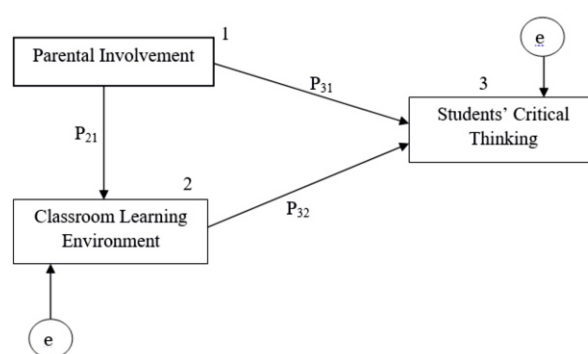 1
e
Parental Involvement
P31
3
Students’ Critical
Thinking
P21
2
Classroom Learning
Environment
P32
e